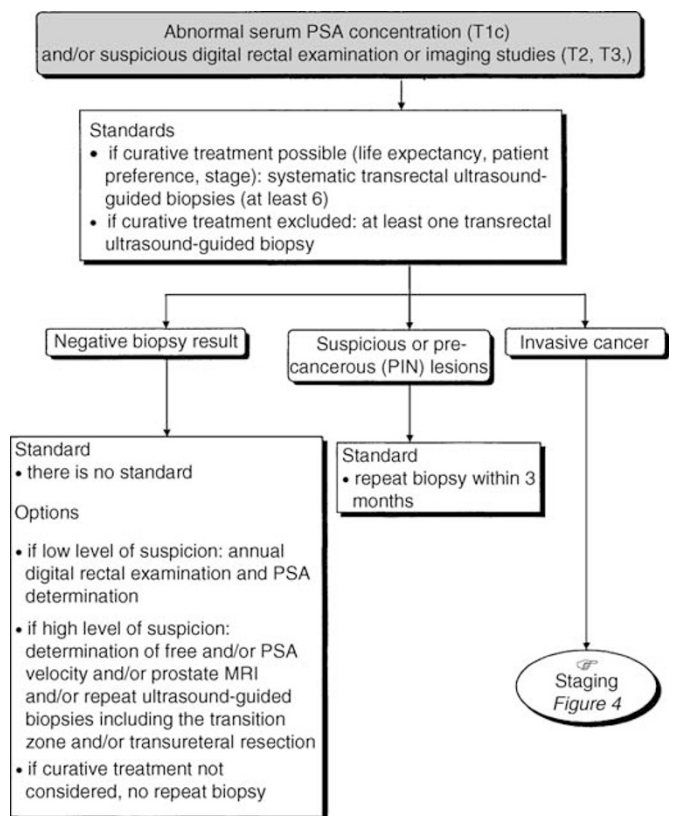 Abnormal serum PSA concentration (T1c)
and/or suspicious digital rectal examination or imaging studies (T2, T3,)
Standards
• if curative treatment possible (life expectancy, patient
preference, stage): systematic transrectal ultrasound-
guided biopsies (at least 6)
• if curative treatment excluded: at least one transrectal
ultrasound-guided biopsy
Negative biopsy result
Suspicious or pre-
cancerous (PIN) lesions
Invasive cancer
Standard
• there is no standard
Options
• if low level of suspicion: annual
digital rectal examination and PSA
determination
• if high level of suspicion:
determination of free and/or PSA
velocity and/or prostate MRI
and/or repeat ultrasound-guided
biopsies including the transition
zone and/or transureteral resection
• if curative treatment not
considered, no repeat biopsy
Standard
• repeat biopsy within 3
months
☞
Staging
Figure 4